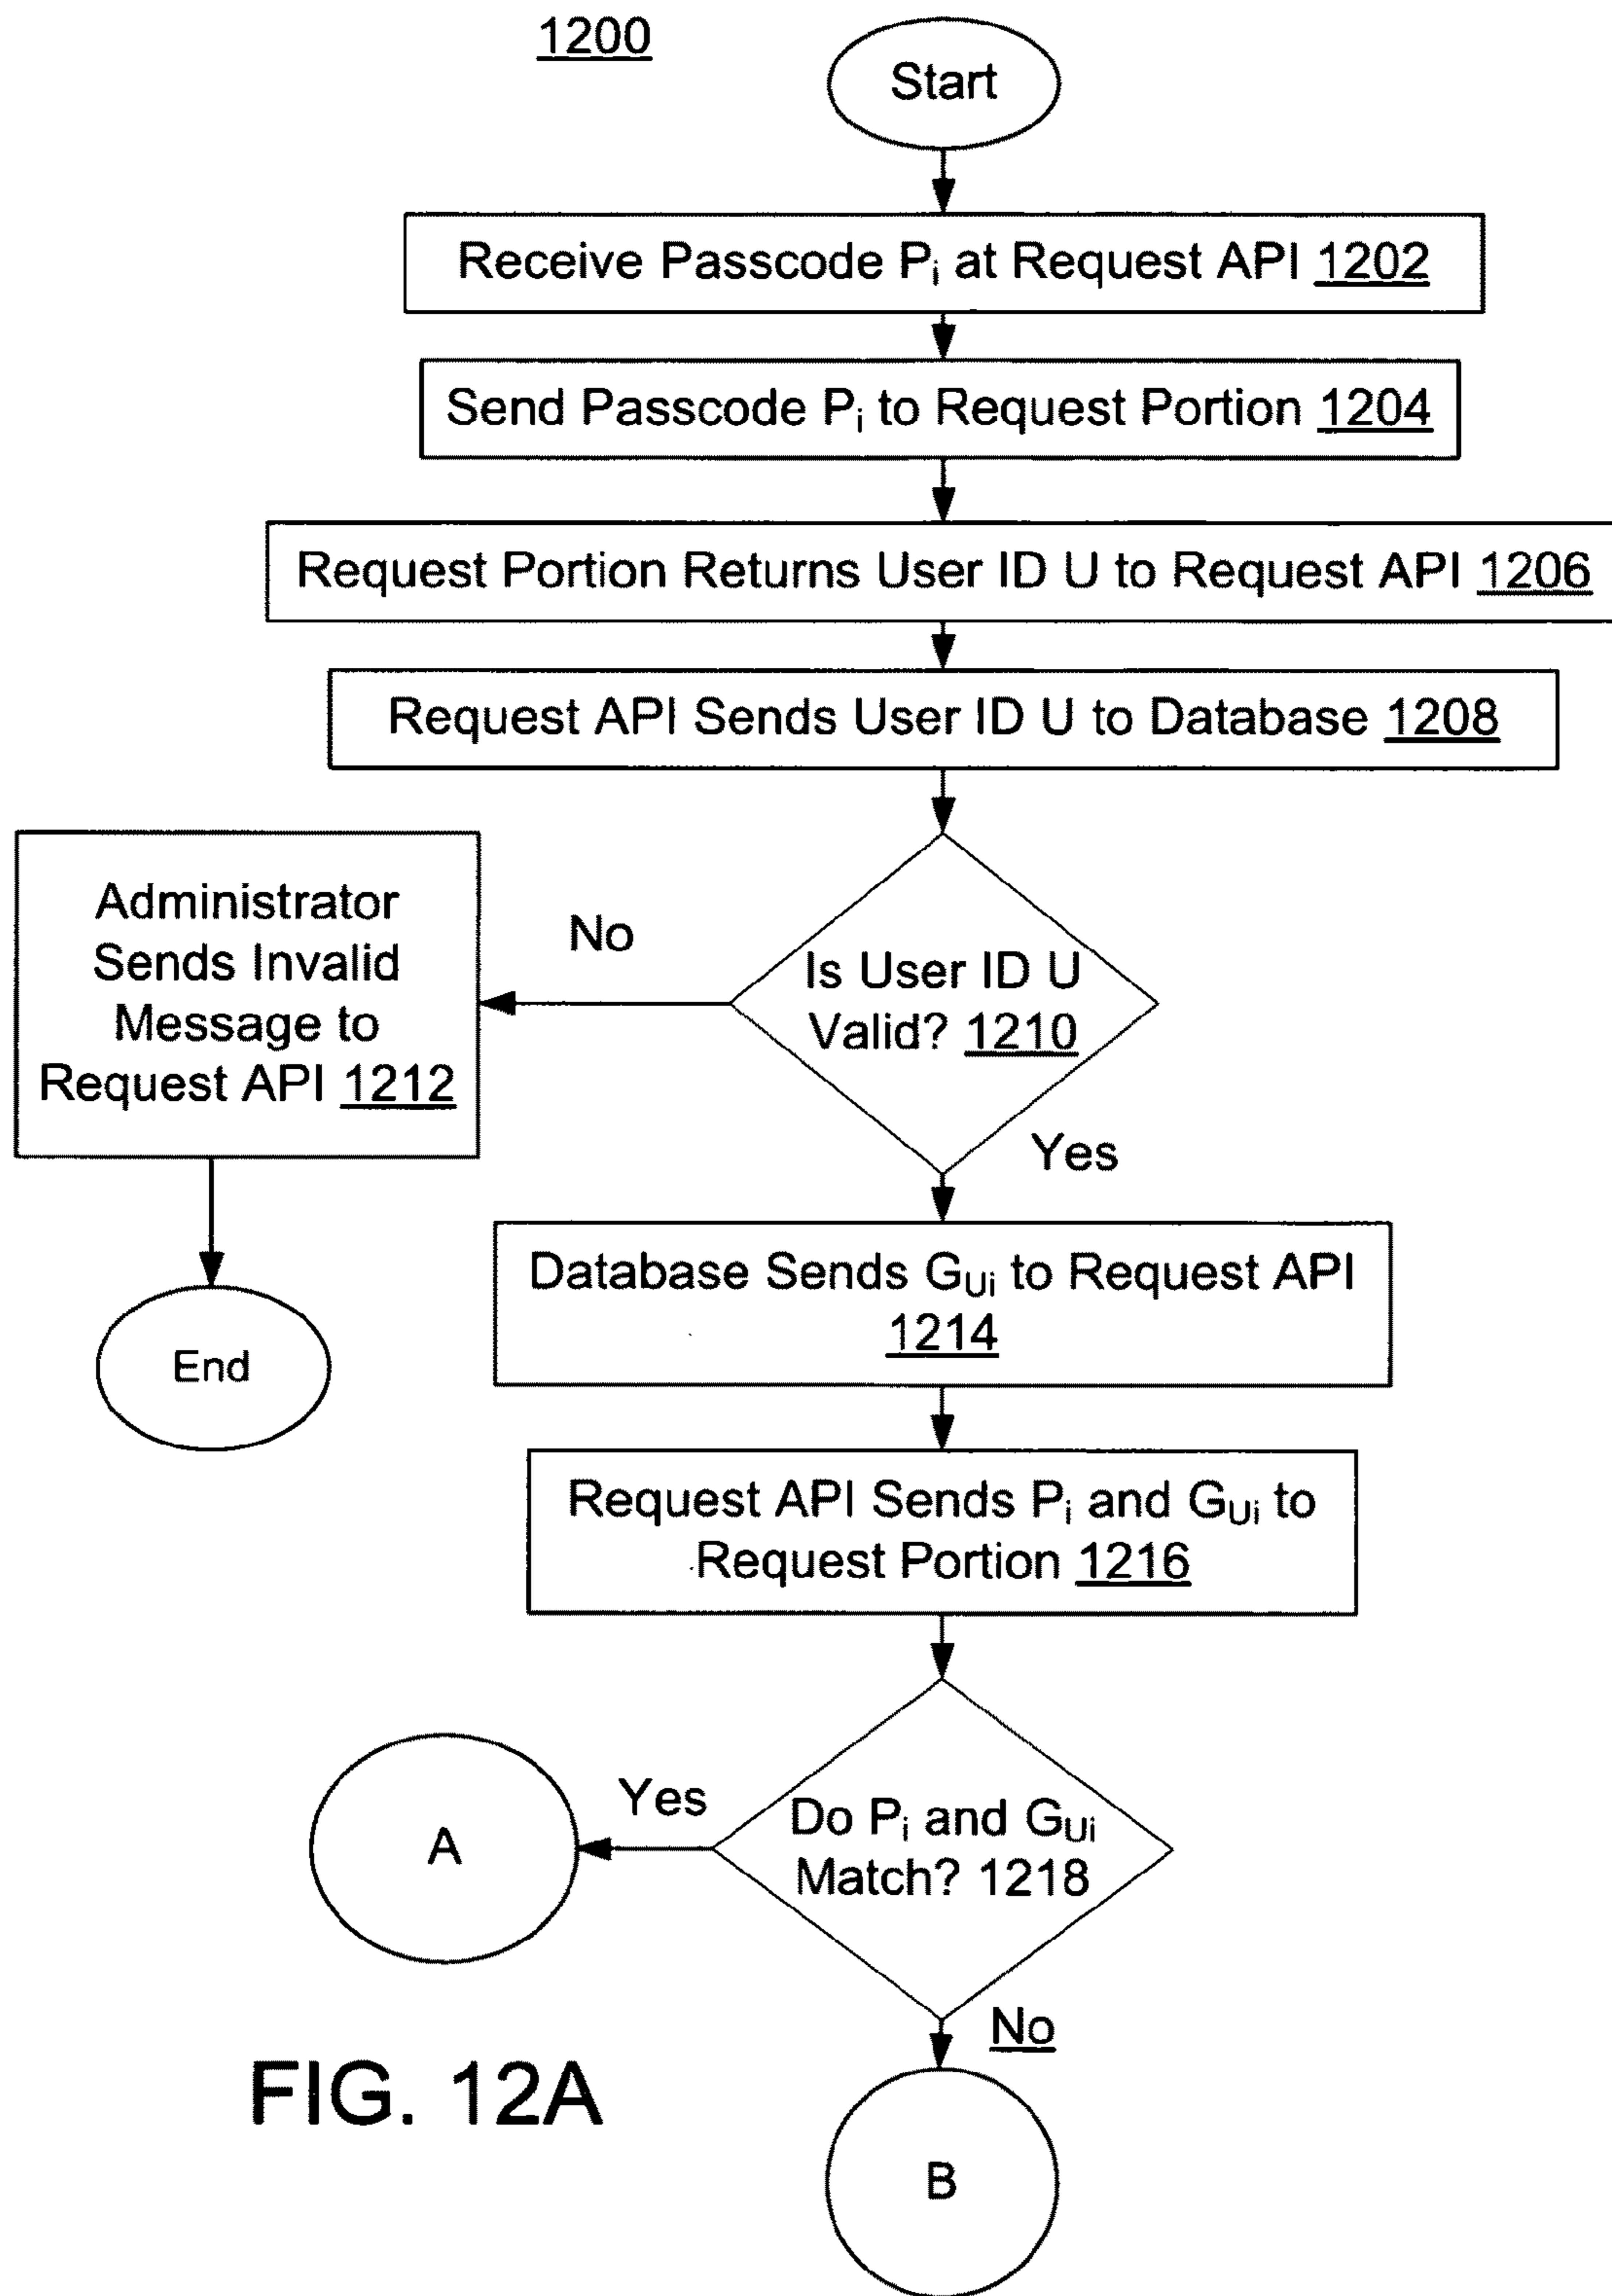 1200
Start
Receive Passcode Pᵢ at Request API 1202
Send Passcode Pᵢ to Request Portion 1204
Request Portion Returns User ID U to Request API 1206
Request API Sends User ID U to Database 1208
Is User ID U
Valid? 1210
No
Administrator
Sends Invalid
Message to
Request API 1212
End
Yes
Database Sends G_Ui to Request API
1214
Request API Sends Pᵢ and G_Ui to
Request Portion 1216
Do Pᵢ and G_Ui
Match? 1218
Yes
A
No
B
FIG. 12A